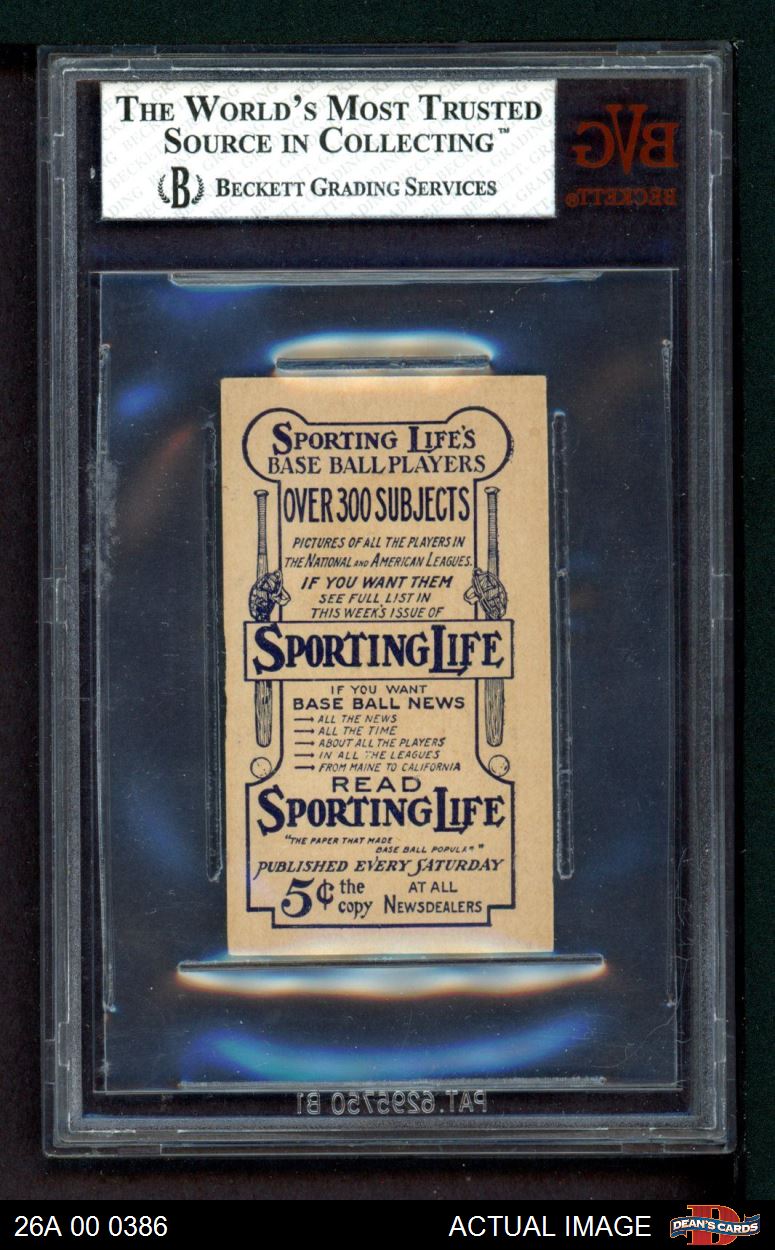 THE WORLD'S MOST TRUSTED
SOURCE IN COLLECTING™
B BECKETT GRADING SERVICES
BVG
BECKETT®
SPORTING LIFE'S
BASE BALL PLAYERS
OVER 300 SUBJECTS
PICTURES OF ALL THE PLAYERS IN
THE NATIONAL AND AMERICAN LEAGUES.
IF YOU WANT THEM
SEE FULL LIST IN
THIS WEEK'S ISSUE OF
SPORTING LIFE
IF YOU WANT
BASE BALL NEWS
→ ALL THE NEWS
→ ALL THE TIME
→ ABOUT ALL THE PLAYERS
→ IN ALL THE LEAGUES
→ FROM MAINE TO CALIFORNIA
READ
SPORTING LIFE
"THE PAPER THAT MADE
BASE BALL POPULAR"
PUBLISHED EVERY SATURDAY
5¢ the copy AT ALL NEWSDEALERS
PAT. 6295750 B1
26A 00 0386 ACTUAL IMAGE D DEAN'S CARDS